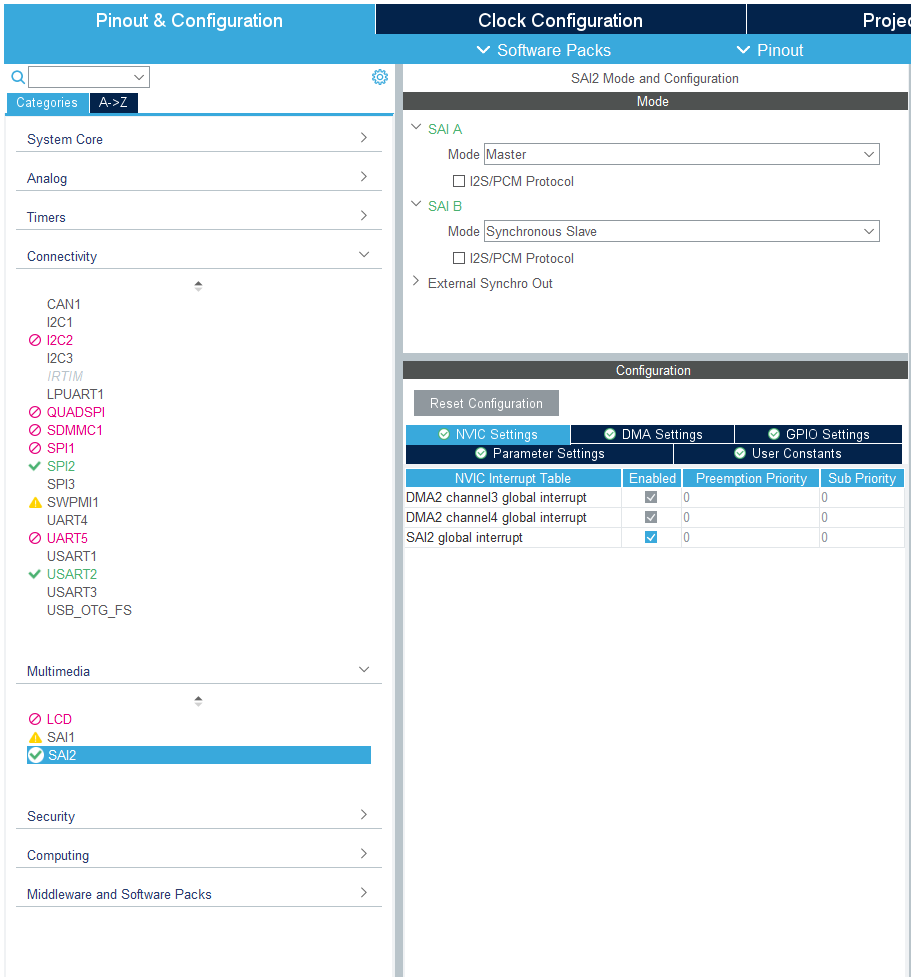 Pinout & Configuration
Clock Configuration
Projec
Software Packs
Pinout
Categories
A->Z
System Core
Analog
Timers
Connectivity
CAN1
I2C1
I2C2
I2C3
IRTIM
LPUART1
QUADSPI
SDMMC1
SPI1
SPI2
SPI3
SWPMI1
UART4
UART5
USART1
USART2
USART3
USB_OTG_FS
Multimedia
LCD
SAI1
SAI2
Security
Computing
Middleware and Software Packs
SAI2 Mode and Configuration
Mode
SAI A
Mode Master
I2S/PCM Protocol
SAI B
Mode Synchronous Slave
I2S/PCM Protocol
External Synchro Out
Configuration
Reset Configuration
NVIC Settings
DMA Settings
GPIO Settings
Parameter Settings
User Constants
NVIC Interrupt Table Enabled Preemption Priority Sub Priority
DMA2 channel3 global interrupt 0 0
DMA2 channel4 global interrupt 0 0
SAI2 global interrupt 0 0